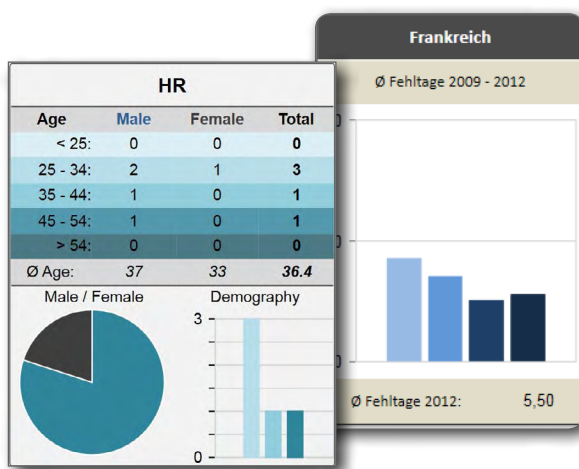 Frankreich
Ø Fehltage 2009 - 2012
Ø Fehltage 2012: 5,50
HR
Age Male Female Total
< 25: 0 0 0
25 - 34: 2 1 3
35 - 44: 1 0 1
45 - 54: 1 0 1
> 54: 0 0 0
Ø Age: 37 33 36.4
Male / Female Demography
3
0